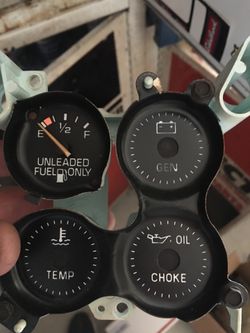 E 1/2 F
UNLEADED
FUEL ONLY
GEN
TEMP
OIL
CHOKE